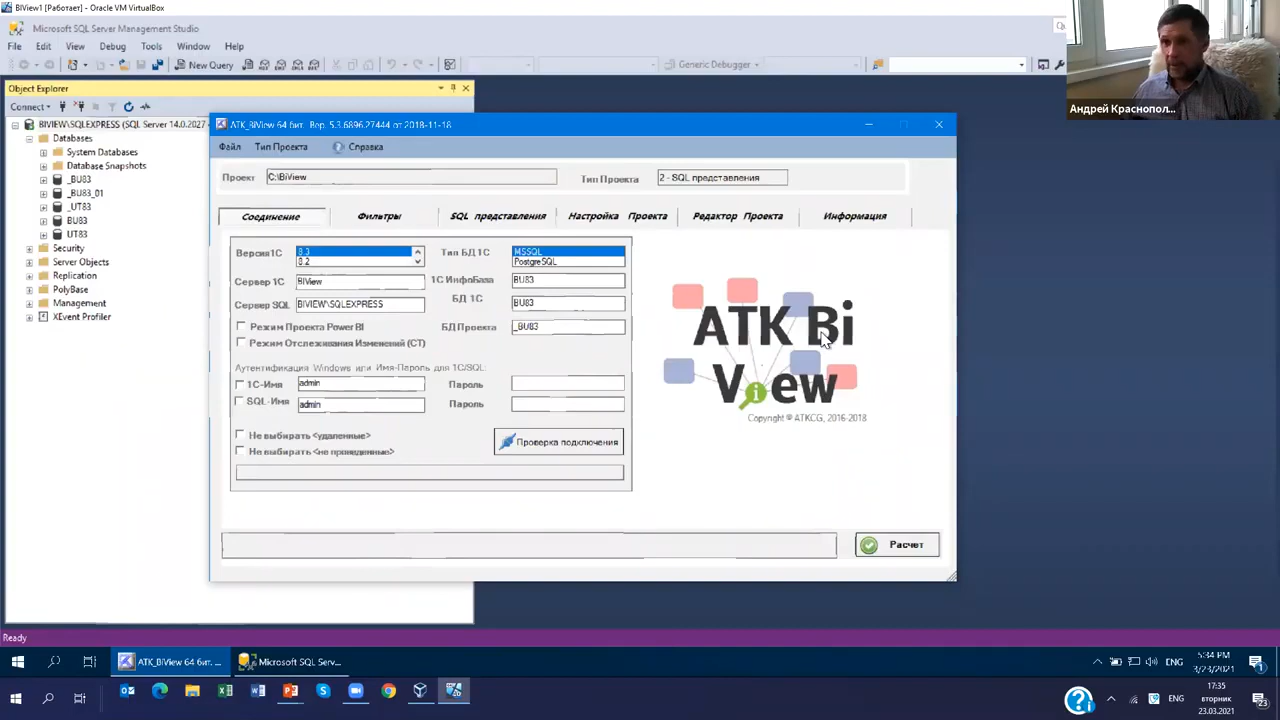 BIView1 [Работает] - Oracle VM VirtualBox
Microsoft SQL Server Management Studio
File Edit View Debug Tools Window Help
New Query
Generic Debugger
Андрей Краснопол...
Object Explorer
Connect
BIVIEW\SQLEXPRESS (SQL Server 14.0.2027
Databases
System Databases
Database Snapshots
_BU83
_BU83_01
_UT83
BU83
UT83
Security
Server Objects
Replication
PolyBase
Management
XEvent Profiler
ATK_BiView 64 бит. Вер. 5.3.6896.27444 от 2018-11-18
Файл Тип Проекта Справка
Проект C:\BiView Тип Проекта 2 - SQL представления
Соединение Фильтры SQL представления Настройка Проекта Редактор Проекта Информация
Версия1С 8.3 Тип БД 1С MSSQL
8.2 PostgreSQL
Сервер 1С BIView 1С ИнфоБаза BU83
Сервер SQL BIVIEW\SQLEXPRESS БД 1С BU83
Режим Проекта Power BI БД Проекта _BU83
Режим Отслеживания Изменений (CT)
Аутентификация Windows или Имя-Пароль для 1С/SQL:
1С-Имя admin Пароль
SQL-Имя admin Пароль
Не выбирать <удаленные>
Не выбирать <не проведенные>
Проверка подключения
ATK Bi
View
Copyright © ATKCG, 2016-2018
Расчет
Ready
ATK_BiView 64 бит. ...
Microsoft SQL Serv...
ENG
5:34 PM
3/23/2021
1
ENG
17:35
вторник
23.03.2021
23